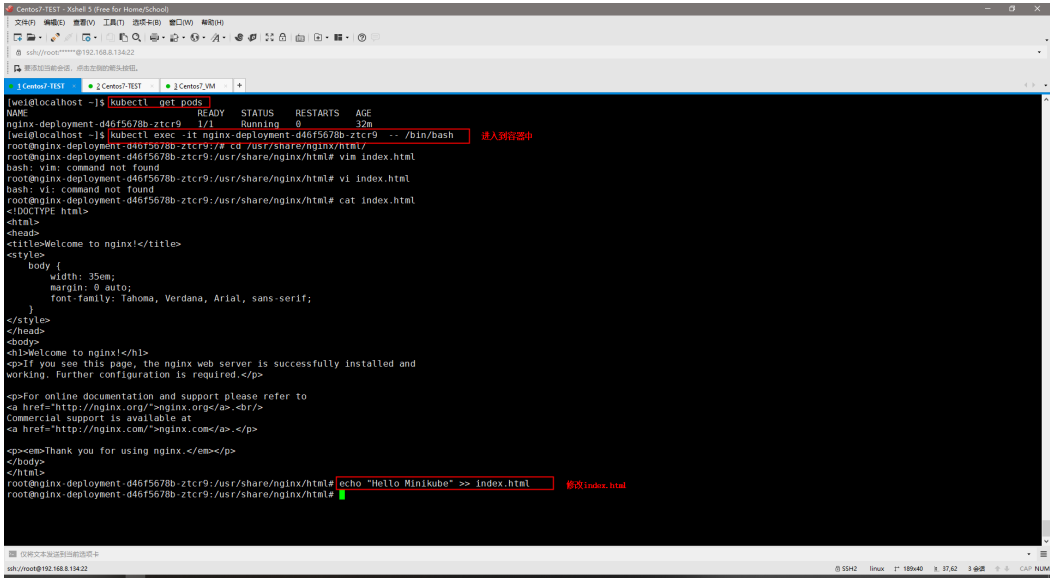 Centos7-TEST - Xshell 5 (Free for Home/School)
文件(F) 编辑(E) 查看(V) 工具(T) 选项卡(B) 窗口(W) 帮助(H)
ssh://root:******@192.168.8.134:22
要添加当前会话，点击左侧的箭头按钮。
1 Centos7-TEST × 2 Centos7-TEST × 3 Centos7_VM × +
[wei@localhost ~]$ kubectl  get pods
NAME READY STATUS RESTARTS AGE
nginx-deployment-d46f5678b-ztcr9 1/1 Running 0 32m
[wei@localhost ~]$ kubectl exec -it nginx-deployment-d46f5678b-ztcr9  -- /bin/bash 进入到容器中
root@nginx-deployment-d46f5678b-ztcr9:/# cd /usr/share/nginx/html/
root@nginx-deployment-d46f5678b-ztcr9:/usr/share/nginx/html# vim index.html
bash: vim: command not found
root@nginx-deployment-d46f5678b-ztcr9:/usr/share/nginx/html# vi index.html
bash: vi: command not found
root@nginx-deployment-d46f5678b-ztcr9:/usr/share/nginx/html# cat index.html
<!DOCTYPE html>
<html>
<head>
<title>Welcome to nginx!</title>
<style>
body {
width: 35em;
margin: 0 auto;
font-family: Tahoma, Verdana, Arial, sans-serif;
}
</style>
</head>
<body>
<h1>Welcome to nginx!</h1>
<p>If you see this page, the nginx web server is successfully installed and
working. Further configuration is required.</p>
<p>For online documentation and support please refer to
<a href="http://nginx.org/">nginx.org</a>.<br/>
Commercial support is available at
<a href="http://nginx.com/">nginx.com</a>.</p>
<p><em>Thank you for using nginx.</em></p>
</body>
</html>
root@nginx-deployment-d46f5678b-ztcr9:/usr/share/nginx/html# echo "Hello Minikube" >> index.html 修改Index.html
root@nginx-deployment-d46f5678b-ztcr9:/usr/share/nginx/html#
仅将文本发送到当前选项卡
ssh://root@192.168.8.134:22 SSH2 linux 189x40 37,62 3 会话 CAP NUM